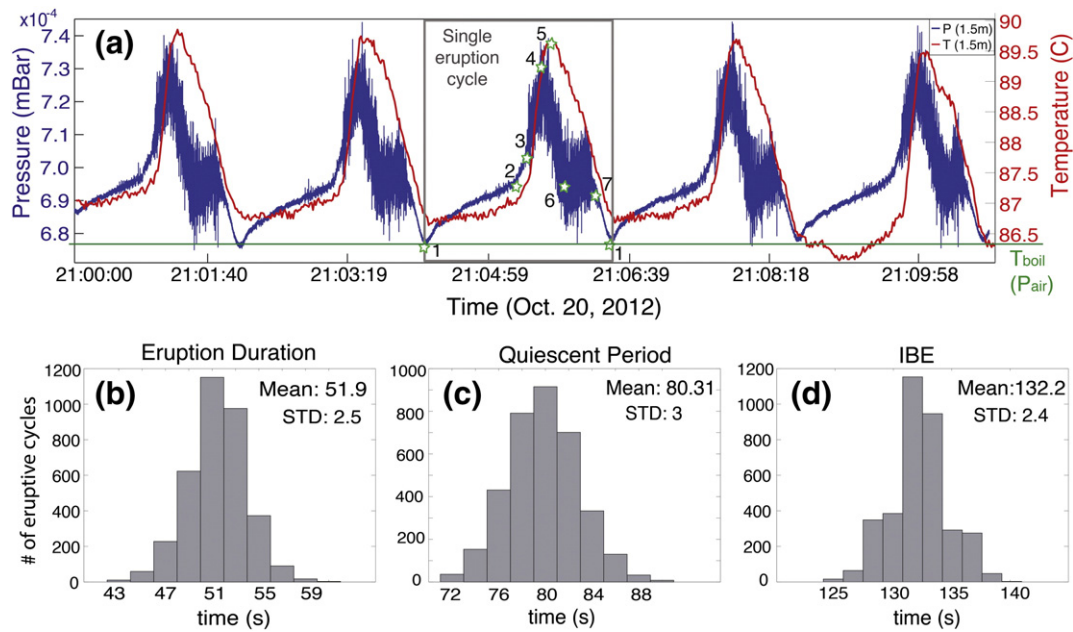 x10⁻⁴
(a)
Pressure (mBar)
7.4
7.3
7.2
7.1
7.0
6.9
6.8
Single
eruption
cycle
1
2
3
4
5
6
7
1
P (1.5m)
T (1.5m)
90
89.5
89
88.5
88
87.5
87
86.5
Temperature (C)
Tboil
(Pair)
21:00:00
21:01:40
21:03:19
21:04:59
21:06:39
21:08:18
21:09:58
Time (Oct. 20, 2012)
Eruption Duration
(b)
Mean: 51.9
STD: 2.5
# of eruptive cycles
1200
1000
800
600
400
200
0
43
47
51
55
59
time (s)
Quiescent Period
(c)
Mean: 80.31
STD: 3
1000
900
800
600
400
200
0
72
76
80
84
88
time (s)
IBE
(d)
Mean:132.2
STD: 2.4
1200
1000
800
600
400
200
0
125
130
135
140
time (s)